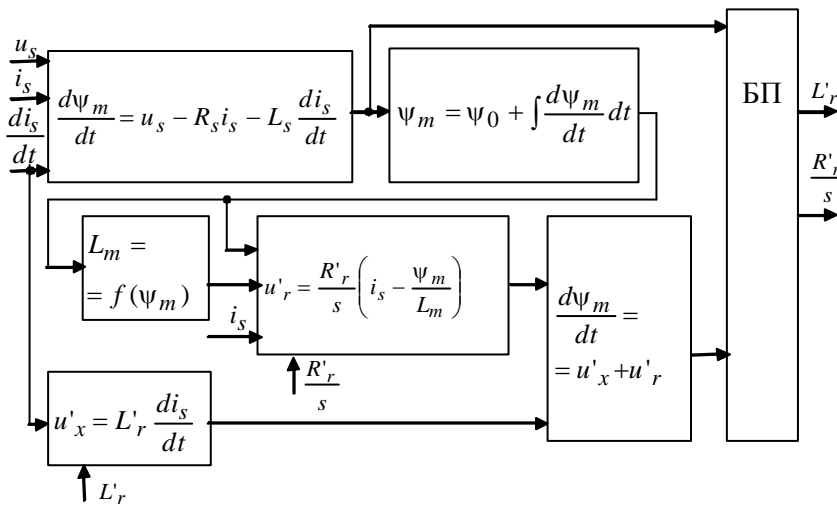 u_s
i_s
di_s/dt
dψ_m/dt = u_s − R_s i_s − L_s di_s/dt
ψ_m = ψ_0 + ∫ dψ_m/dt dt
БП
L'_r
R'_r/s
L_m =
= f(ψ_m)
i_s
u'_r = R'_r/s (i_s − ψ_m/L_m)
R'_r/s
dψ_m/dt =
= u'_x + u'_r
u'_x = L'_r di_s/dt
L'_r